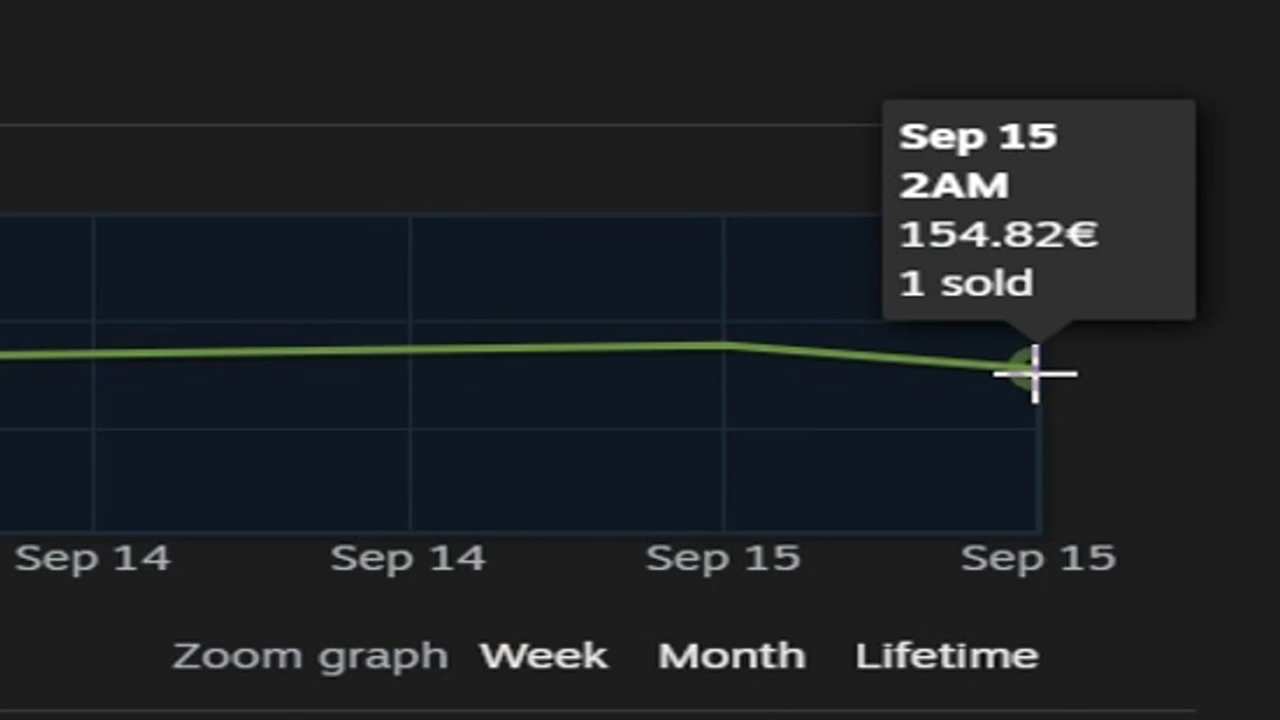 Sep 15
2AM
154.82€
1 sold
Sep 14 Sep 14 Sep 15 Sep 15
Zoom graph Week Month Lifetime